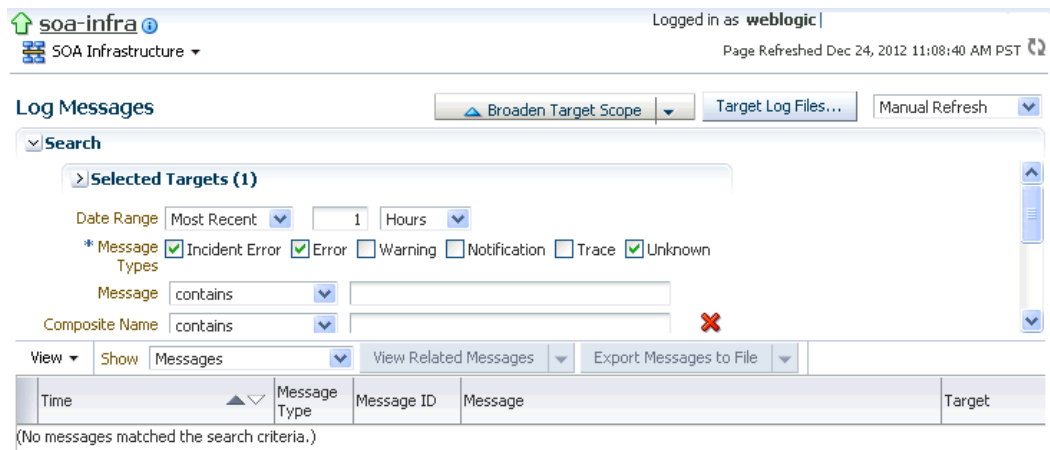 soa-infra
Logged in as weblogic
SOA Infrastructure
Page Refreshed Dec 24, 2012 11:08:40 AM PST
Log Messages
Broaden Target Scope
Target Log Files...
Manual Refresh
Search
Selected Targets (1)
Date Range Most Recent 1 Hours
* Message Types Incident Error Error Warning Notification Trace Unknown
Message contains
Composite Name contains
View Show Messages View Related Messages Export Messages to File
Time Message Type Message ID Message Target
(No messages matched the search criteria.)